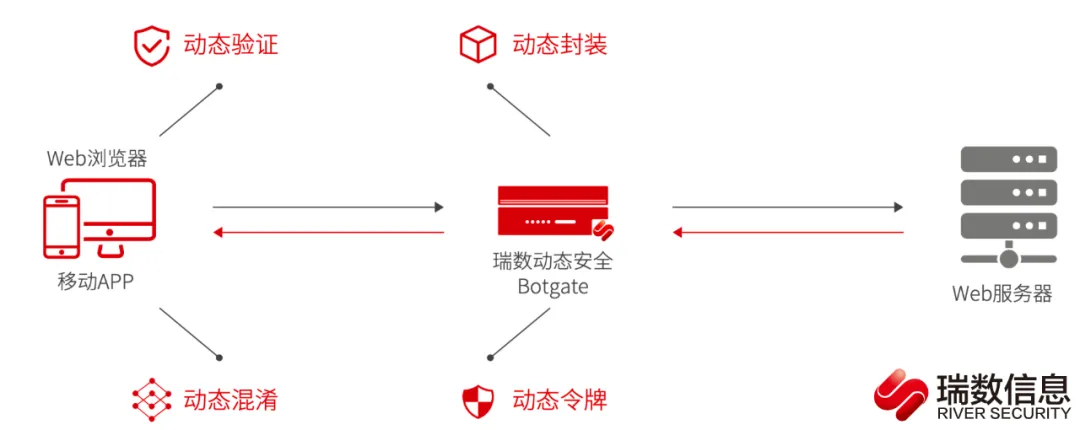 动态验证
动态封装
Web浏览器
移动APP
瑞数动态安全
Botgate
Web服务器
动态混淆
动态令牌
瑞数信息
RIVER SECURITY